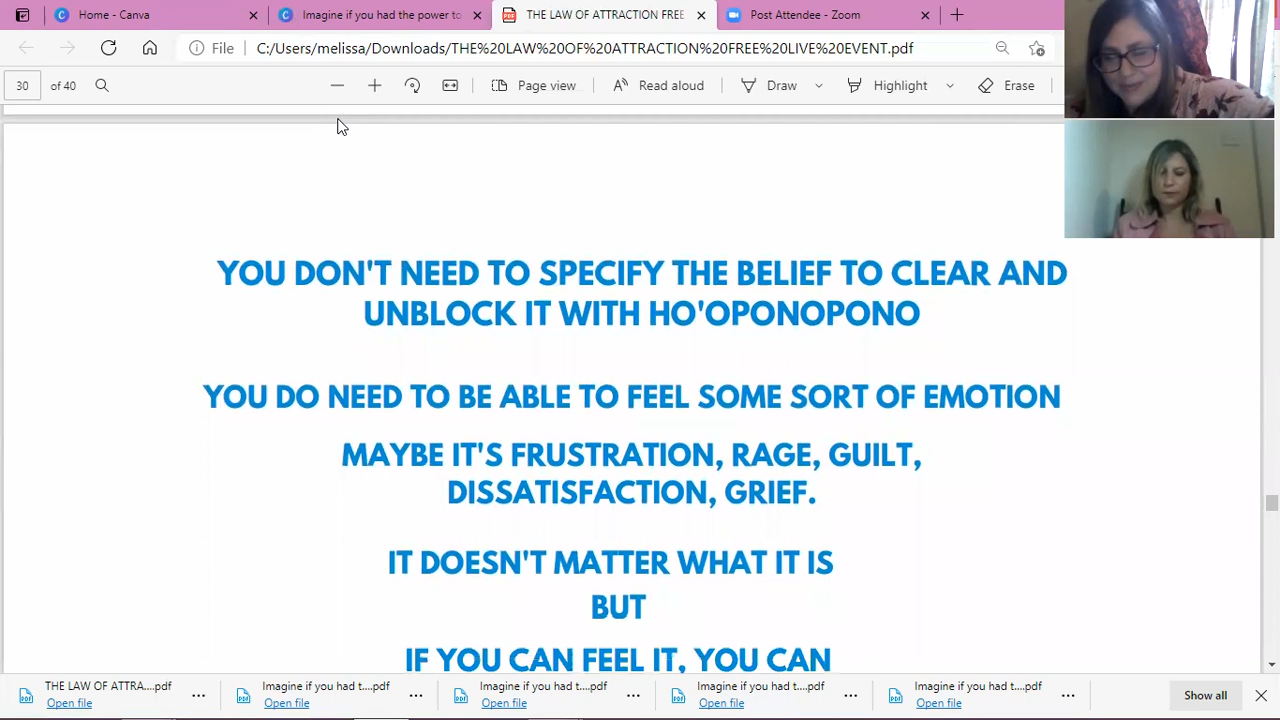 Home - Canva
Imagine if you had the power to
THE LAW OF ATTRACTION FREE
Post Attendee - Zoom
File
C:/Users/melissa/Downloads/THE%20LAW%20OF%20ATTRACTION%20FREE%20LIVE%20EVENT.pdf
30 of 40
Page view
Read aloud
Draw
Highlight
Erase
YOU DON'T NEED TO SPECIFY THE BELIEF TO CLEAR AND
UNBLOCK IT WITH HO'OPONOPONO
YOU DO NEED TO BE ABLE TO FEEL SOME SORT OF EMOTION
MAYBE IT'S FRUSTRATION, RAGE, GUILT,
DISSATISFACTION, GRIEF.
IT DOESN'T MATTER WHAT IT IS
BUT
IF YOU CAN FEEL IT, YOU CAN
THE LAW OF ATTRA....pdf
Open file
Imagine if you had t....pdf
Open file
Imagine if you had t....pdf
Open file
Imagine if you had t....pdf
Open file
Imagine if you had t....pdf
Open file
Show all